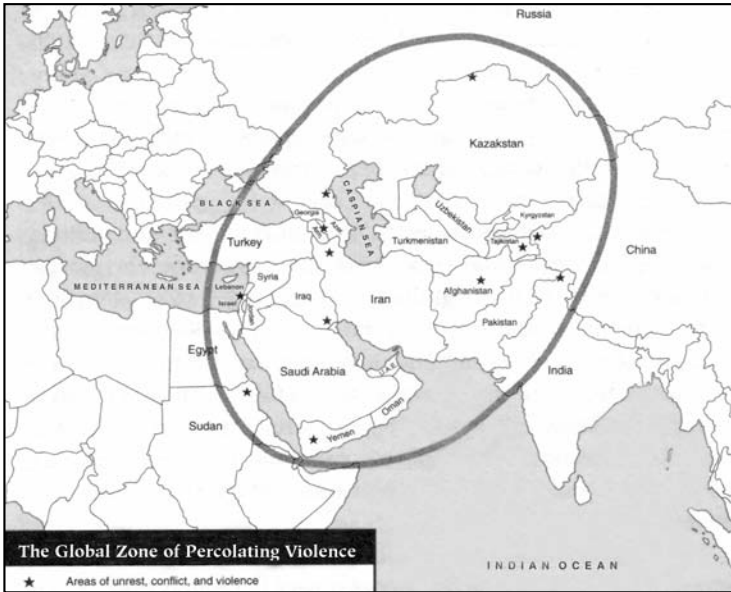 Russia
Kazakstan
CASPIAN SEA
BLACK SEA
Georgia
Uzbekistan
Kyrgyzstan
Tajikistan
Turkey
Turkmenistan
China
MEDITERRANEAN SEA
Lebanon
Syria
Israel
Iraq
Iran
Afghanistan
Pakistan
Egypt
Saudi Arabia
U.A.E.
India
Sudan
Yemen
Oman
The Global Zone of Percolating Violence
INDIAN OCEAN
★ Areas of unrest, conflict, and violence